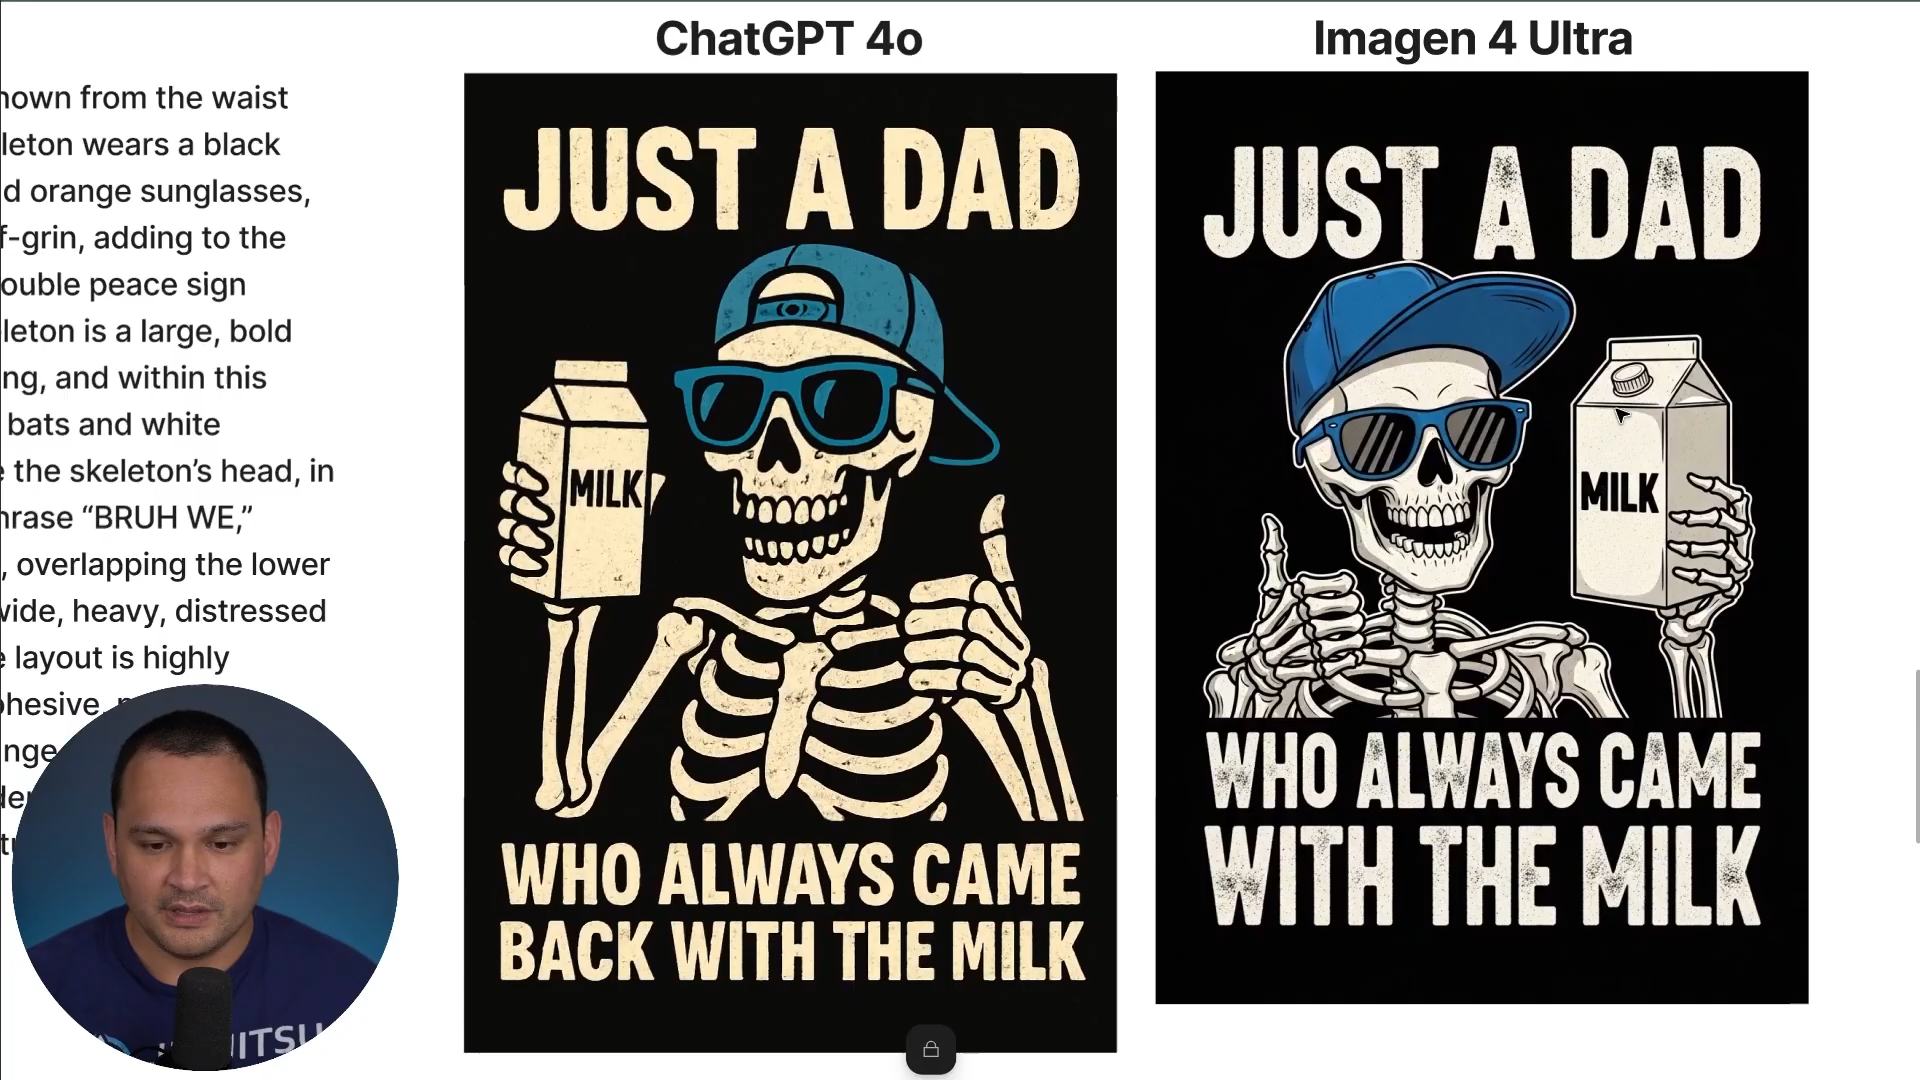 ChatGPT 4o
Imagen 4 Ultra
hown from the waist
leton wears a black
d orange sunglasses,
f-grin, adding to the
ouble peace sign
leton is a large, bold
ng, and within this
bats and white
e the skeleton’s head, in
hrase “BRUH WE,”
, overlapping the lower
wide, heavy, distressed
e layout is highly
ohesive,
nge
JUST A DAD
MILK
WHO ALWAYS CAME
BACK WITH THE MILK
JUST A DAD
MILK
WHO ALWAYS CAME
WITH THE MILK